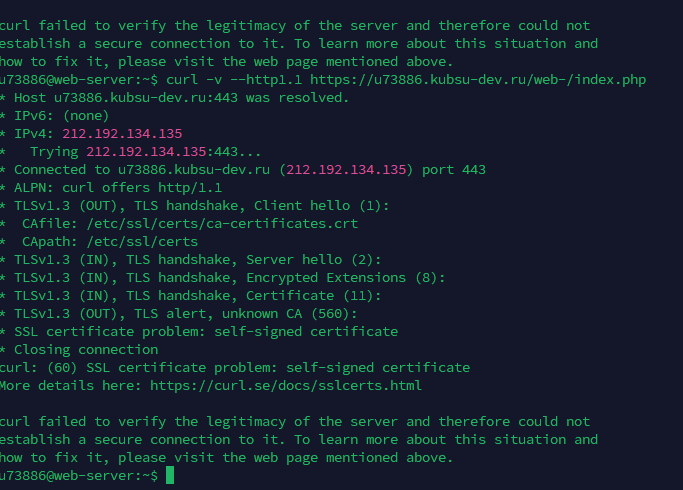 curl failed to verify the legitimacy of the server and therefore could not
establish a secure connection to it. To learn more about this situation and
how to fix it, please visit the web page mentioned above.
u73886@web-server:~$ curl -v --http1.1 https://u73886.kubsu-dev.ru/web-/index.php
* Host u73886.kubsu-dev.ru:443 was resolved.
* IPv6: (none)
* IPv4: 212.192.134.135
*   Trying 212.192.134.135:443...
* Connected to u73886.kubsu-dev.ru (212.192.134.135) port 443
* ALPN: curl offers http/1.1
* TLSv1.3 (OUT), TLS handshake, Client hello (1):
*  CAfile: /etc/ssl/certs/ca-certificates.crt
*  CApath: /etc/ssl/certs
* TLSv1.3 (IN), TLS handshake, Server hello (2):
* TLSv1.3 (IN), TLS handshake, Encrypted Extensions (8):
* TLSv1.3 (IN), TLS handshake, Certificate (11):
* TLSv1.3 (OUT), TLS alert, unknown CA (560):
* SSL certificate problem: self-signed certificate
* Closing connection
curl: (60) SSL certificate problem: self-signed certificate
More details here: https://curl.se/docs/sslcerts.html

curl failed to verify the legitimacy of the server and therefore could not
establish a secure connection to it. To learn more about this situation and
how to fix it, please visit the web page mentioned above.
u73886@web-server:~$